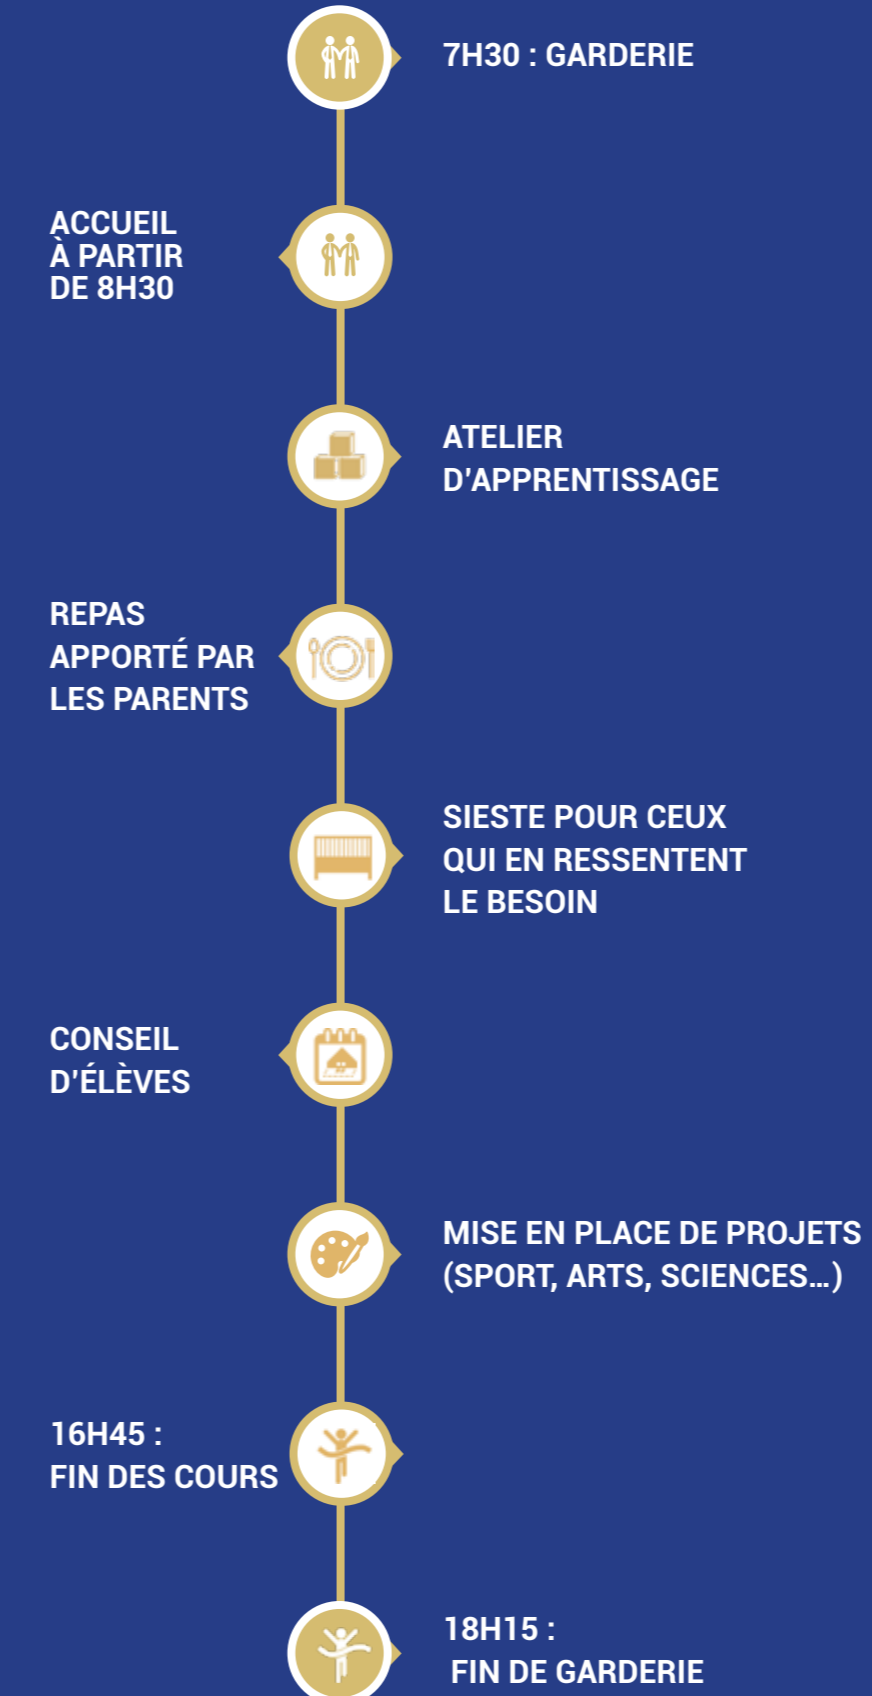 7H30 : GARDERIE
ACCUEIL
À PARTIR
DE 8H30
ATELIER
D'APPRENTISSAGE
REPAS
APPORTÉ PAR
LES PARENTS
SIESTE POUR CEUX
QUI EN RESSENTENT
LE BESOIN
CONSEIL
D'ÉLÈVES
MISE EN PLACE DE PROJETS
(SPORT, ARTS, SCIENCES...)
16H45 :
FIN DES COURS
18H15 :
FIN DE GARDERIE